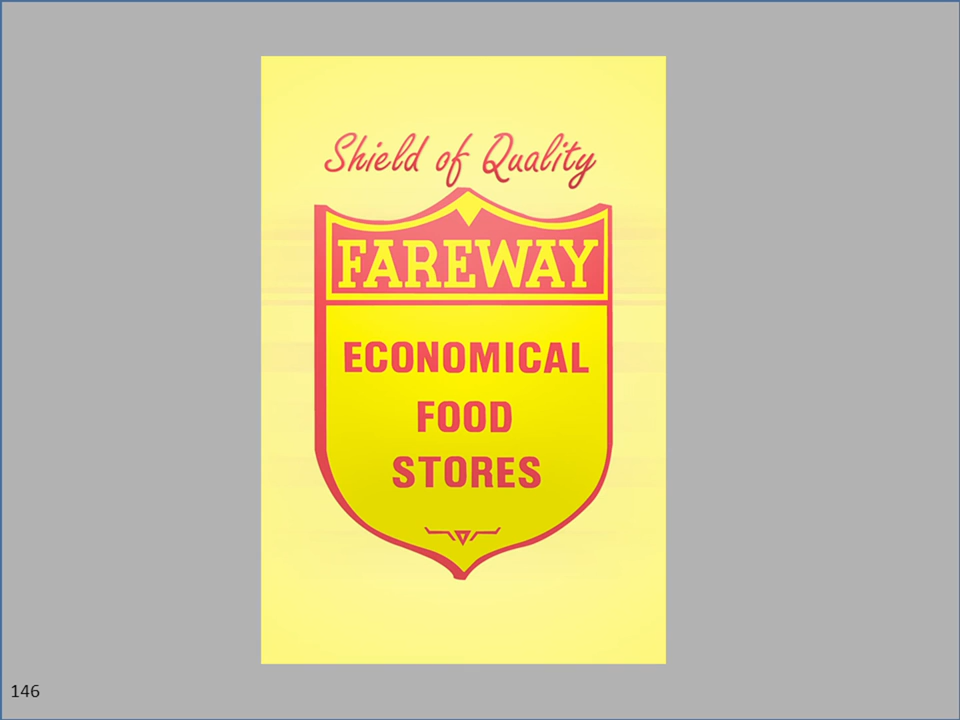 Shield of Quality
FAREWAY
ECONOMICAL
FOOD
STORES
146